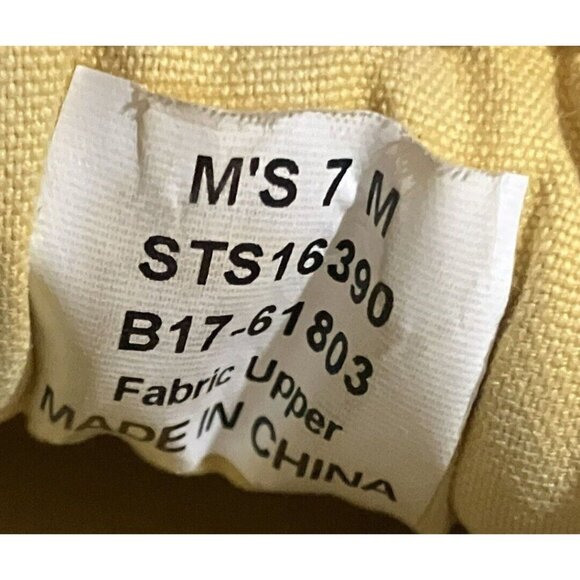 M'S 7 M
STS16390
B17-61803
Fabric Upper
MADE IN CHINA